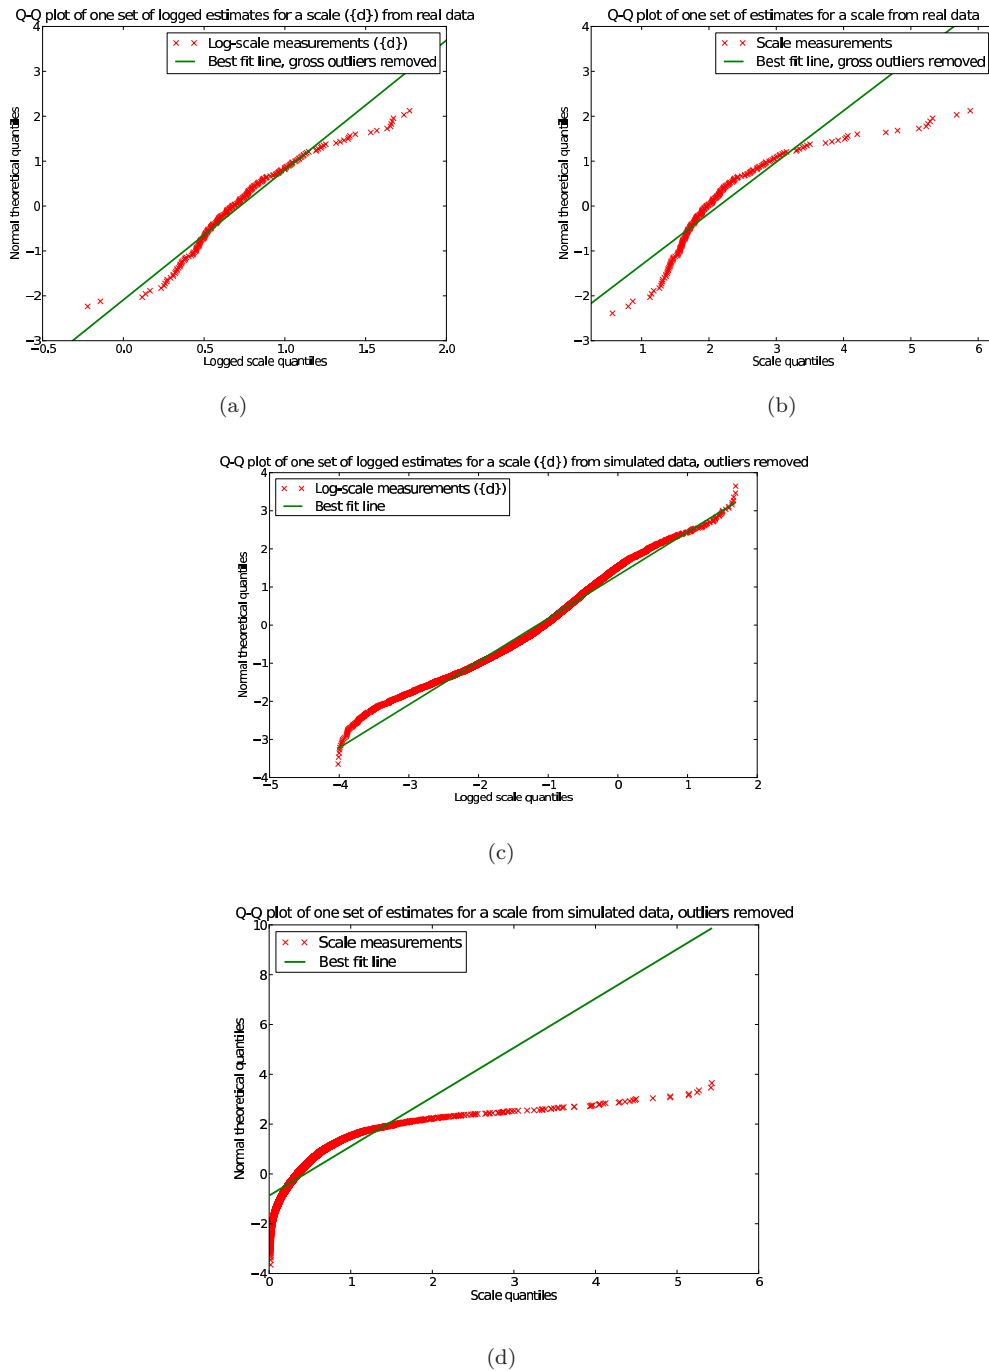 Q-Q plot of one set of logged estimates for a scale ({d}) from real data
Log-scale measurements ({d})
Best fit line, gross outliers removed
Normal theoretical quantiles
4
3
2
1
0
−1
−2
−3
−0.5
0.0
0.5
1.0
1.5
2.0
Logged scale quantiles
(a)
Q-Q plot of one set of estimates for a scale from real data
Scale measurements
Best fit line, gross outliers removed
Normal theoretical quantiles
4
3
2
1
0
−1
−2
−3
1
2
3
4
5
6
Scale quantiles
(b)
Q-Q plot of one set of logged estimates for a scale ({d}) from simulated data, outliers removed
Log-scale measurements ({d})
Best fit line
Normal theoretical quantiles
4
3
2
1
0
−1
−2
−3
−4
−5
−4
−3
−2
−1
0
1
2
Logged scale quantiles
(c)
Q-Q plot of one set of estimates for a scale from simulated data, outliers removed
Scale measurements
Best fit line
Normal theoretical quantiles
10
8
6
4
2
0
−2
−4
0
1
2
3
4
5
6
Scale quantiles
(d)